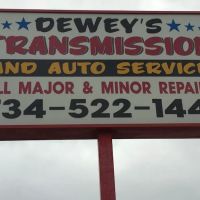 DEWEY'S
TRANSMISSION
AND AUTO SERVICE
ALL MAJOR & MINOR REPAIR
734-522-144